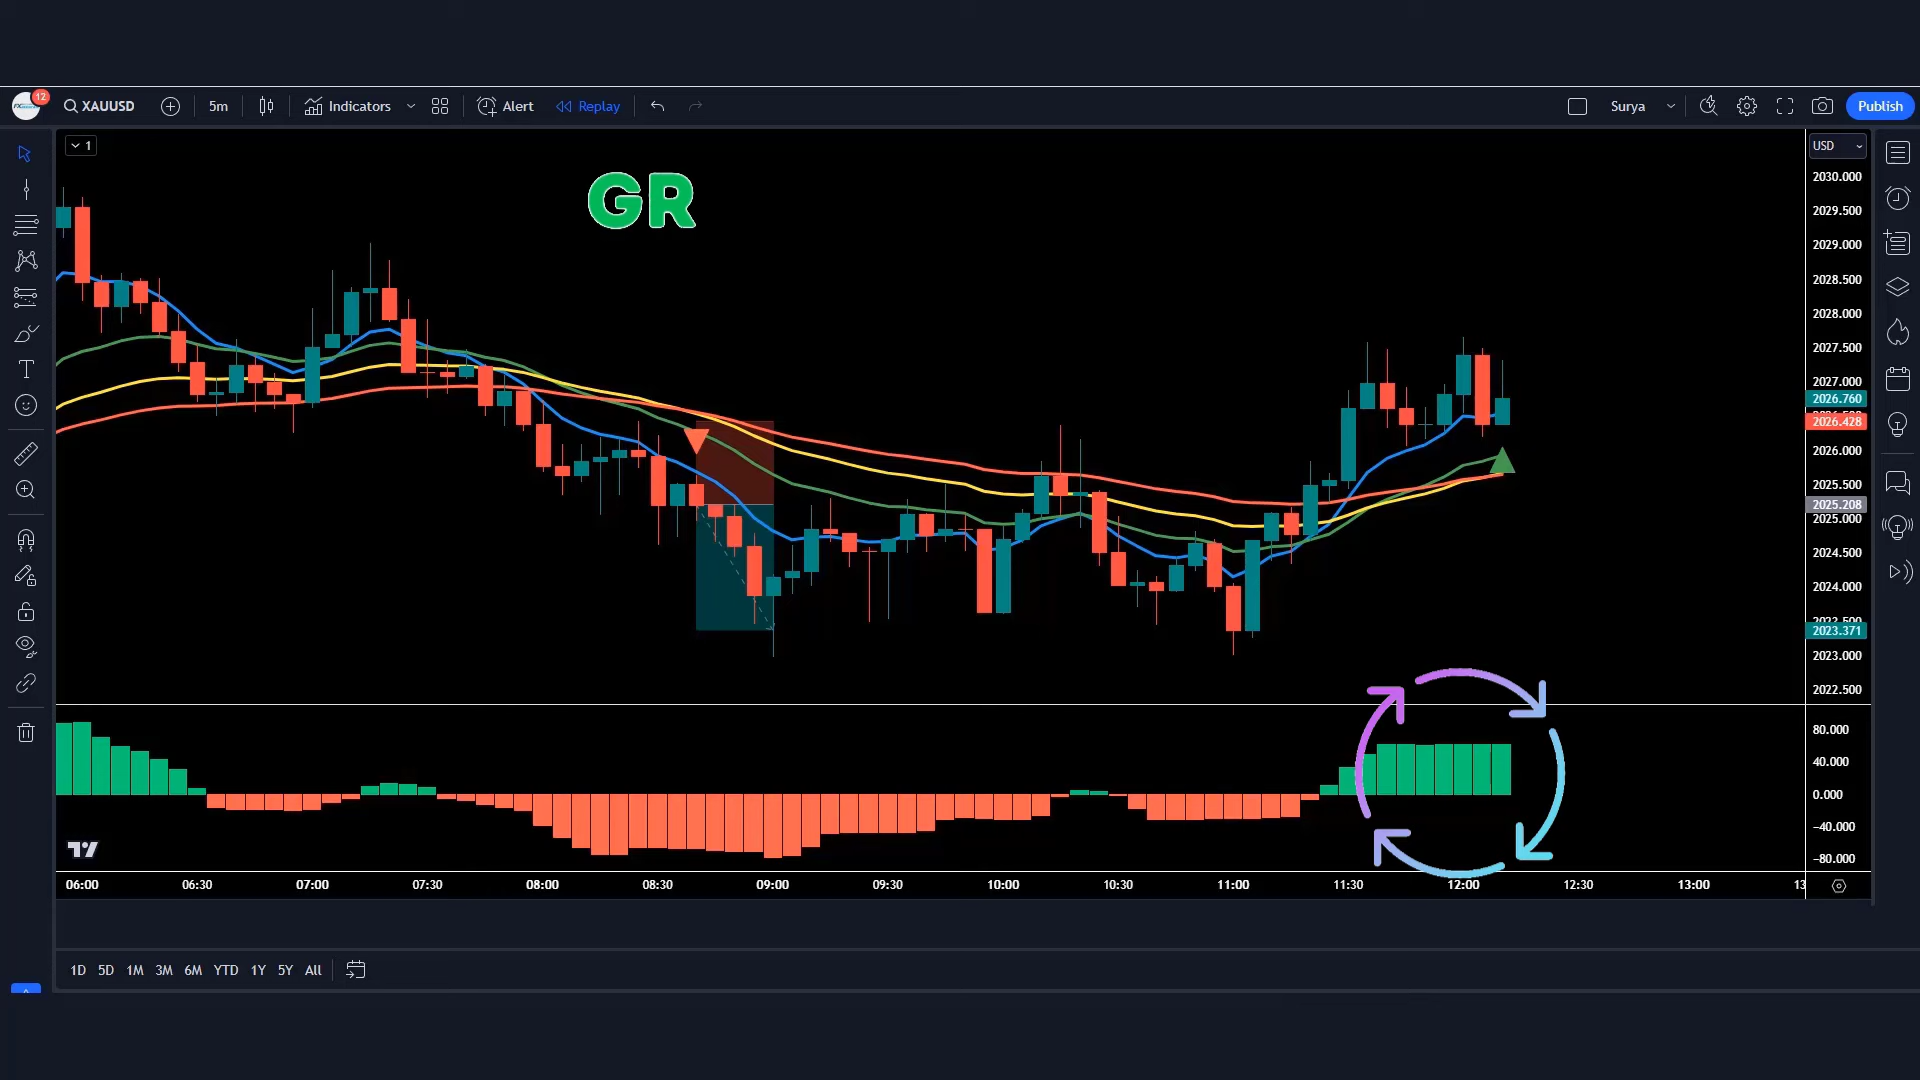 12
XAUUSD
5m
Indicators
Alert
Replay
Surya
Publish
1
GR
USD
2030.000
2029.500
2029.000
2028.500
2028.000
2027.500
2027.000
2026.760
2026.428
2026.000
2025.500
2025.208
2025.000
2024.500
2024.000
2023.371
2023.000
2022.500
80.000
40.000
0.000
−40.000
−80.000
06:00 06:30 07:00 07:30 08:00 08:30 09:00 09:30 10:00 10:30 11:00 11:30 12:00 12:30 13:00 13
1D 5D 1M 3M 6M YTD 1Y 5Y All